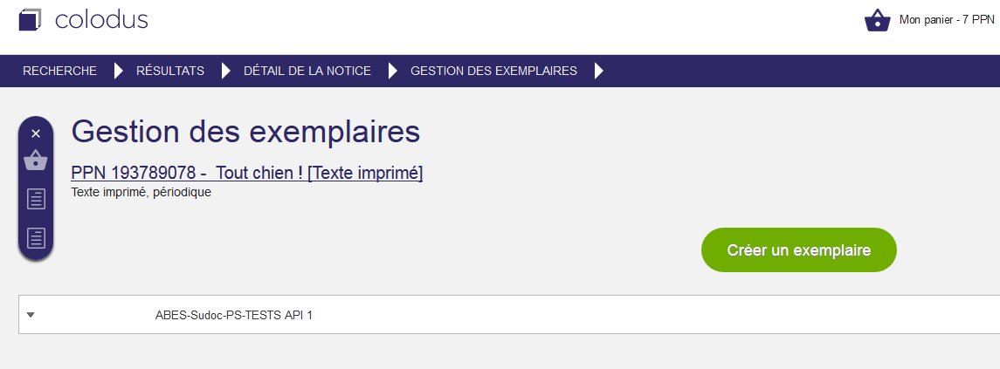 colodus
Mon panier - 7 PPN
RECHERCHE RÉSULTATS DÉTAIL DE LA NOTICE GESTION DES EXEMPLAIRES
Gestion des exemplaires
PPN 193789078 - Tout chien ! [Texte imprimé]
Texte imprimé, périodique
Créer un exemplaire
ABES-Sudoc-PS-TESTS API 1